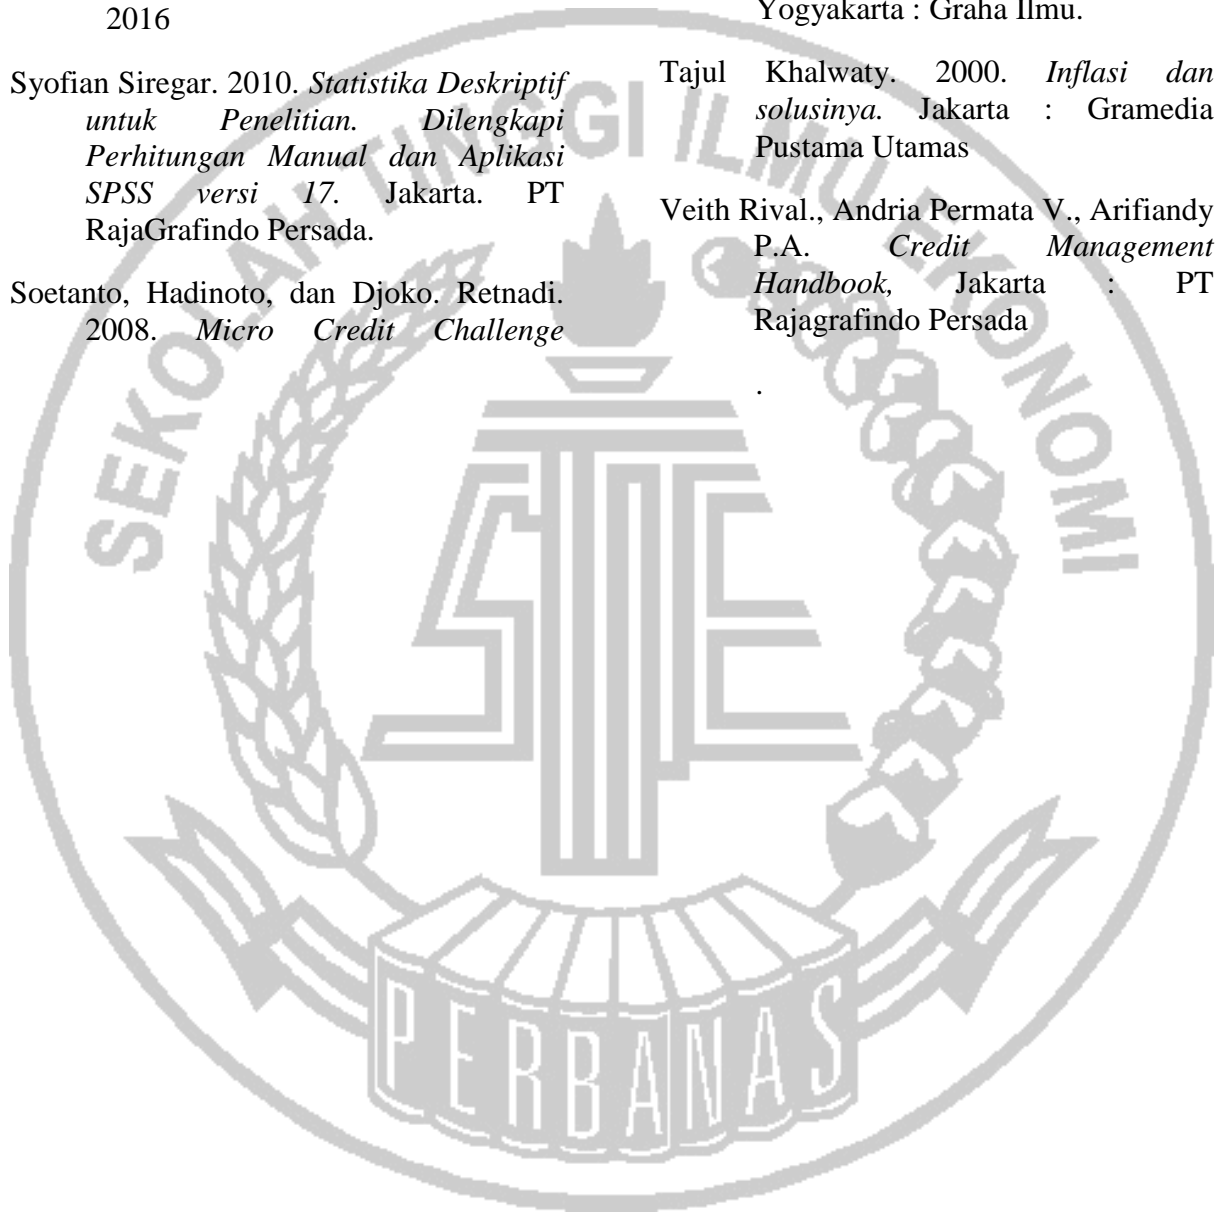 2016
Syofian Siregar. 2010. Statistika Deskriptif
untuk Penelitian. Dilengkapi
Perhitungan Manual dan Aplikasi
SPSS versi 17. Jakarta. PT
RajaGrafindo Persada.
Soetanto, Hadinoto, dan Djoko. Retnadi.
2008. Micro Credit Challenge
Yogyakarta : Graha Ilmu.
Tajul Khalwaty. 2000. Inflasi dan
solusinya. Jakarta : Gramedia
Pustama Utamas
Veith Rival., Andria Permata V., Arifiandy
P.A. Credit Management
Handbook, Jakarta : PT
Rajagrafindo Persada
.
SEKOLAH TINGGI ILMU EKONOMI
STIE
PERBANAS